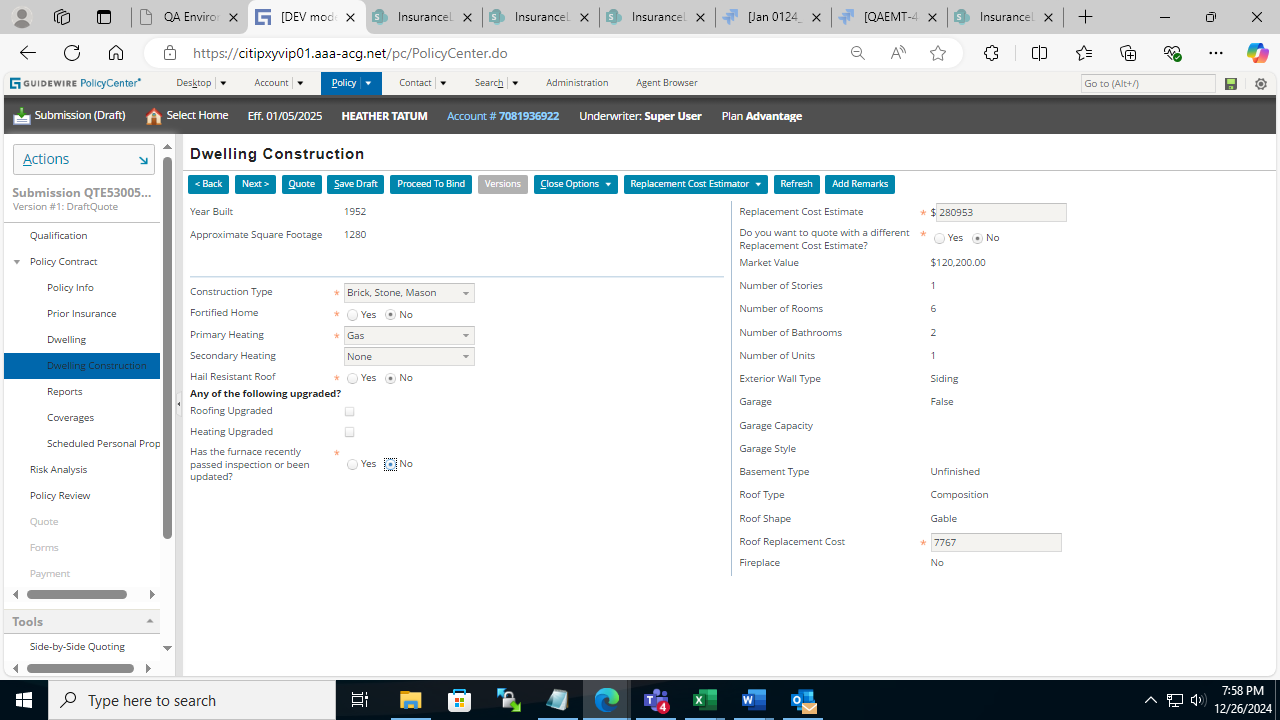 QA Environ
[DEV mode
InsuranceL
InsuranceL
InsuranceL
[Jan 0124_
[QAEMT-4
InsuranceL
https://citipxyvip01.aaa-acg.net/pc/PolicyCenter.do
GUIDEWIRE PolicyCenter
Desktop
Account
Policy
Contact
Search
Administration
Agent Browser
Go to (Alt+/)
Submission (Draft)
Select Home
Eff. 01/05/2025
HEATHER TATUM
Account # 7081936922
Underwriter: Super User
Plan Advantage
Actions
Submission QTE53005...
Version #1: DraftQuote
Qualification
Policy Contract
Policy Info
Prior Insurance
Dwelling
Dwelling Construction
Reports
Coverages
Scheduled Personal Prop
Risk Analysis
Policy Review
Quote
Forms
Payment
Tools
Side-by-Side Quoting
Dwelling Construction
< Back
Next >
Quote
Save Draft
Proceed To Bind
Versions
Close Options
Replacement Cost Estimator
Refresh
Add Remarks
Year Built 1952
Approximate Square Footage 1280
Construction Type * Brick, Stone, Mason
Fortified Home * Yes No
Primary Heating * Gas
Secondary Heating None
Hail Resistant Roof * Yes No
Any of the following upgraded?
Roofing Upgraded
Heating Upgraded
Has the furnace recently *
passed inspection or been Yes No
updated?
Replacement Cost Estimate * $ 280953
Do you want to quote with a different * Yes No
Replacement Cost Estimate?
Market Value $120,200.00
Number of Stories 1
Number of Rooms 6
Number of Bathrooms 2
Number of Units 1
Exterior Wall Type Siding
Garage False
Garage Capacity
Garage Style
Basement Type Unfinished
Roof Type Composition
Roof Shape Gable
Roof Replacement Cost * 7767
Fireplace No
Type here to search
4
7:58 PM
12/26/2024